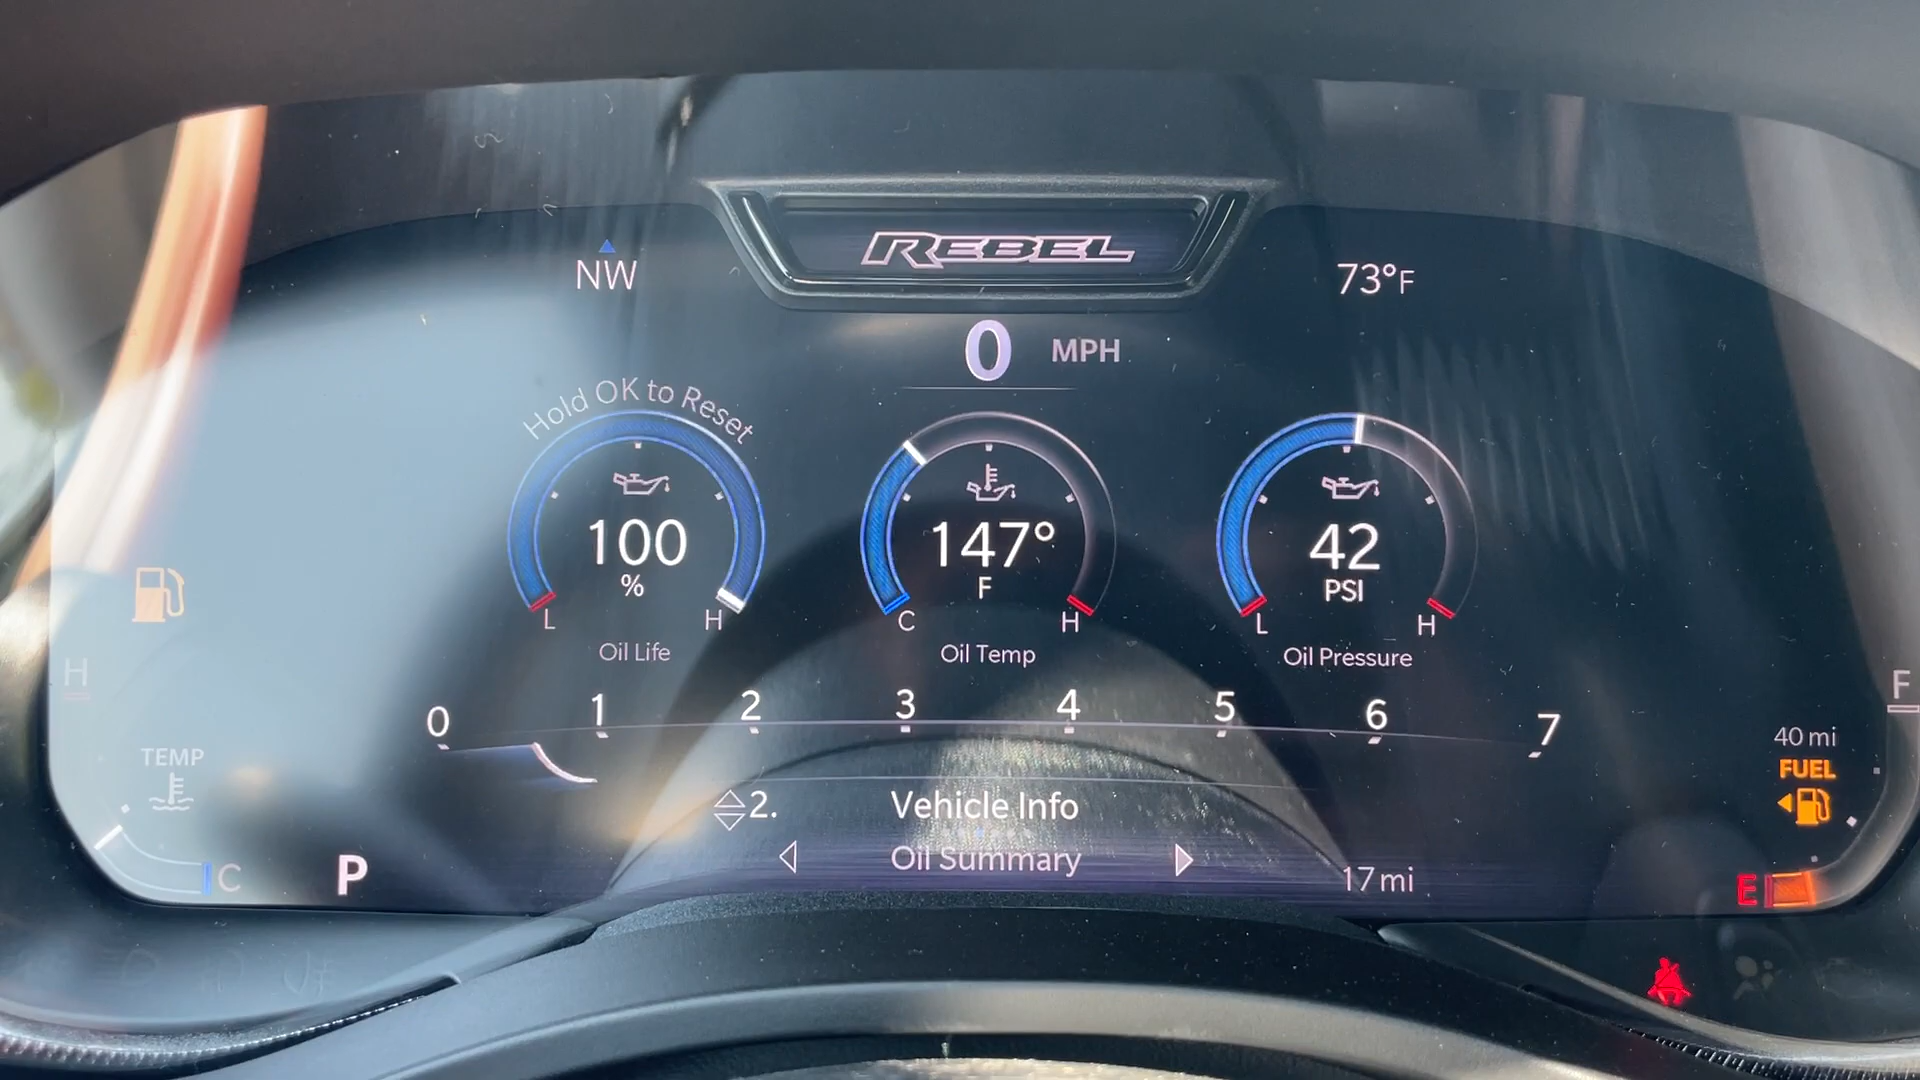 REBEL
NW
73°F
0 MPH
Hold OK to Reset
100
%
L H
Oil Life
147°
F
C H
Oil Temp
42
PSI
L H
Oil Pressure
H
F
0 1 2 3 4 5 6 7
TEMP
40 mi
FUEL
2. Vehicle Info
Oil Summary
C
P
17 mi
E